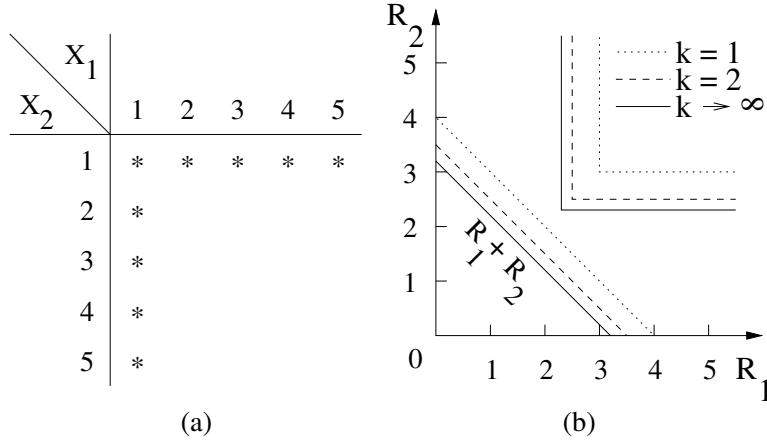 X1
X2
1 2 3 4 5
1 * * * * *
2 *
3 *
4 *
5 *
(a)
R2
5
4
3
2
1
0
1 2 3 4 5
R1
k = 1
k = 2
k → ∞
R1 + R2
(b)